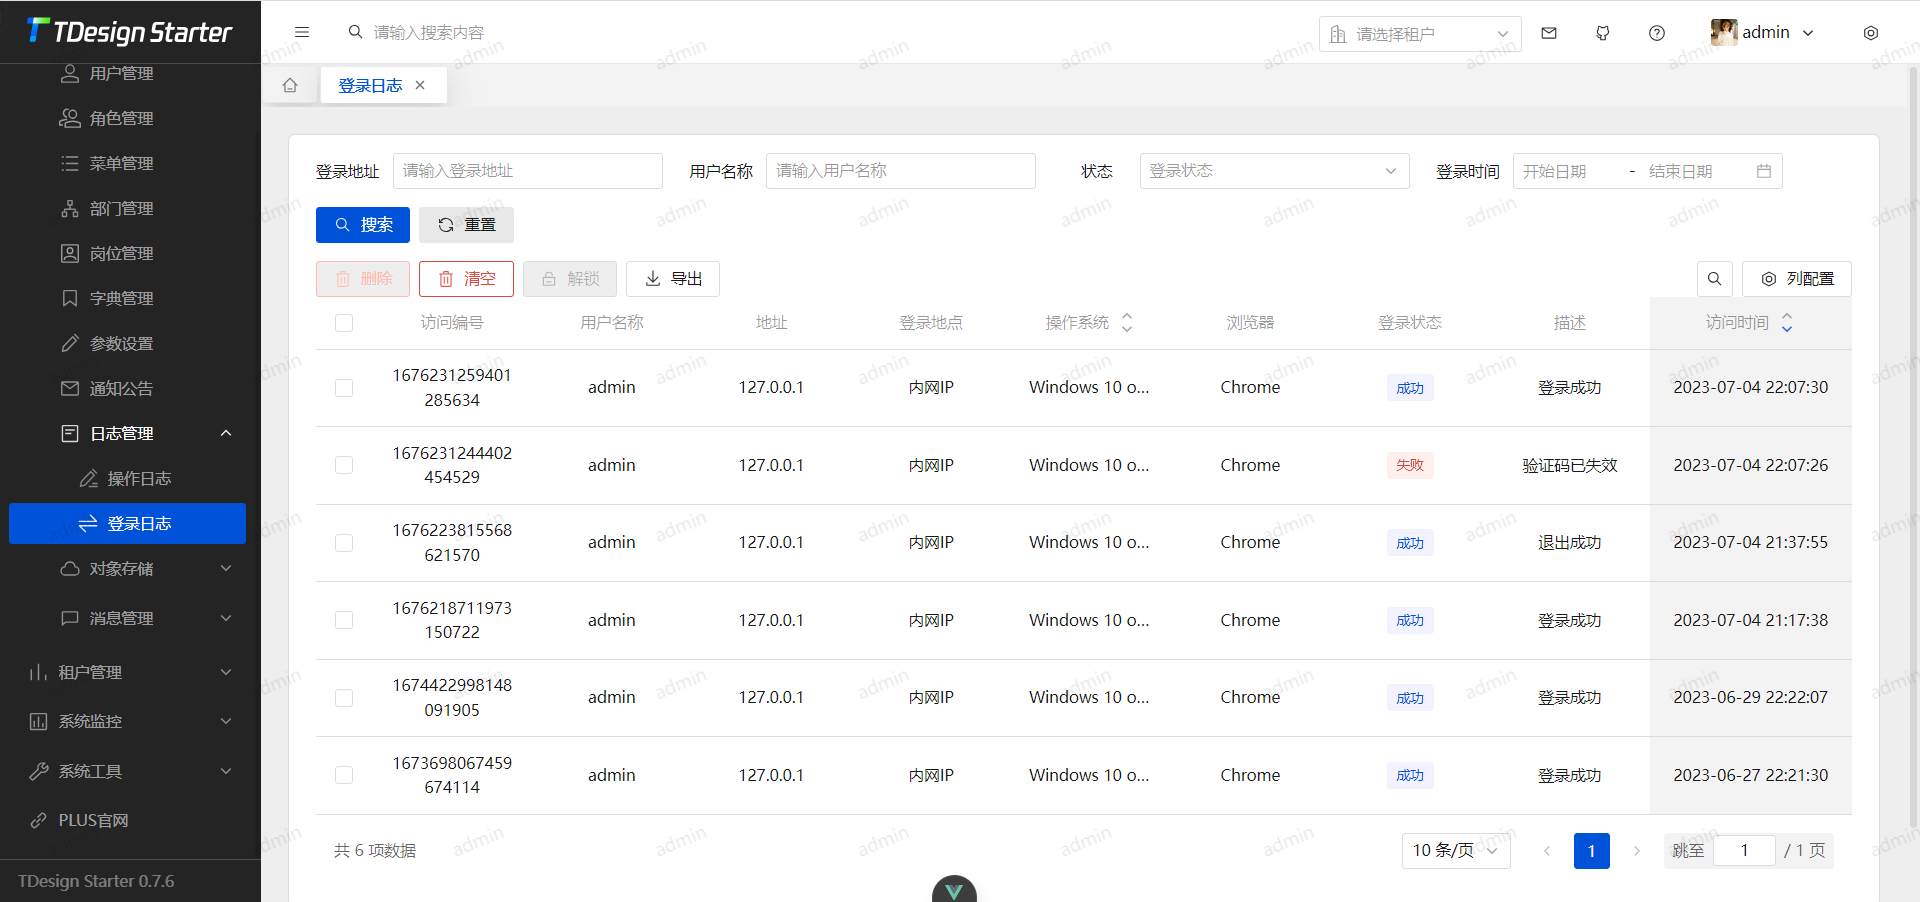 TDesign Starter
请输入搜索内容
请选择租户
admin
用户管理
角色管理
菜单管理
部门管理
岗位管理
字典管理
参数设置
通知公告
日志管理
操作日志
登录日志
对象存储
消息管理
租户管理
系统监控
系统工具
PLUS官网
TDesign Starter 0.7.6
登录日志
登录地址 请输入登录地址 用户名称 请输入用户名称 状态 登录状态 登录时间 开始日期 - 结束日期
搜索 重置
删除 清空 解锁 导出 列配置
访问编号 用户名称 地址 登录地点 操作系统 浏览器 登录状态 描述 访问时间
1676231259401
285634
admin 127.0.0.1 内网IP Windows 10 o... Chrome 成功 登录成功 2023-07-04 22:07:30
1676231244402
454529
admin 127.0.0.1 内网IP Windows 10 o... Chrome 失败 验证码已失效 2023-07-04 22:07:26
1676223815568
621570
admin 127.0.0.1 内网IP Windows 10 o... Chrome 成功 退出成功 2023-07-04 21:37:55
1676218711973
150722
admin 127.0.0.1 内网IP Windows 10 o... Chrome 成功 登录成功 2023-07-04 21:17:38
1674422998148
091905
admin 127.0.0.1 内网IP Windows 10 o... Chrome 成功 登录成功 2023-06-29 22:22:07
1673698067459
674114
admin 127.0.0.1 内网IP Windows 10 o... Chrome 成功 登录成功 2023-06-27 22:21:30
共 6 项数据 10 条/页 1 跳至 1 / 1 页